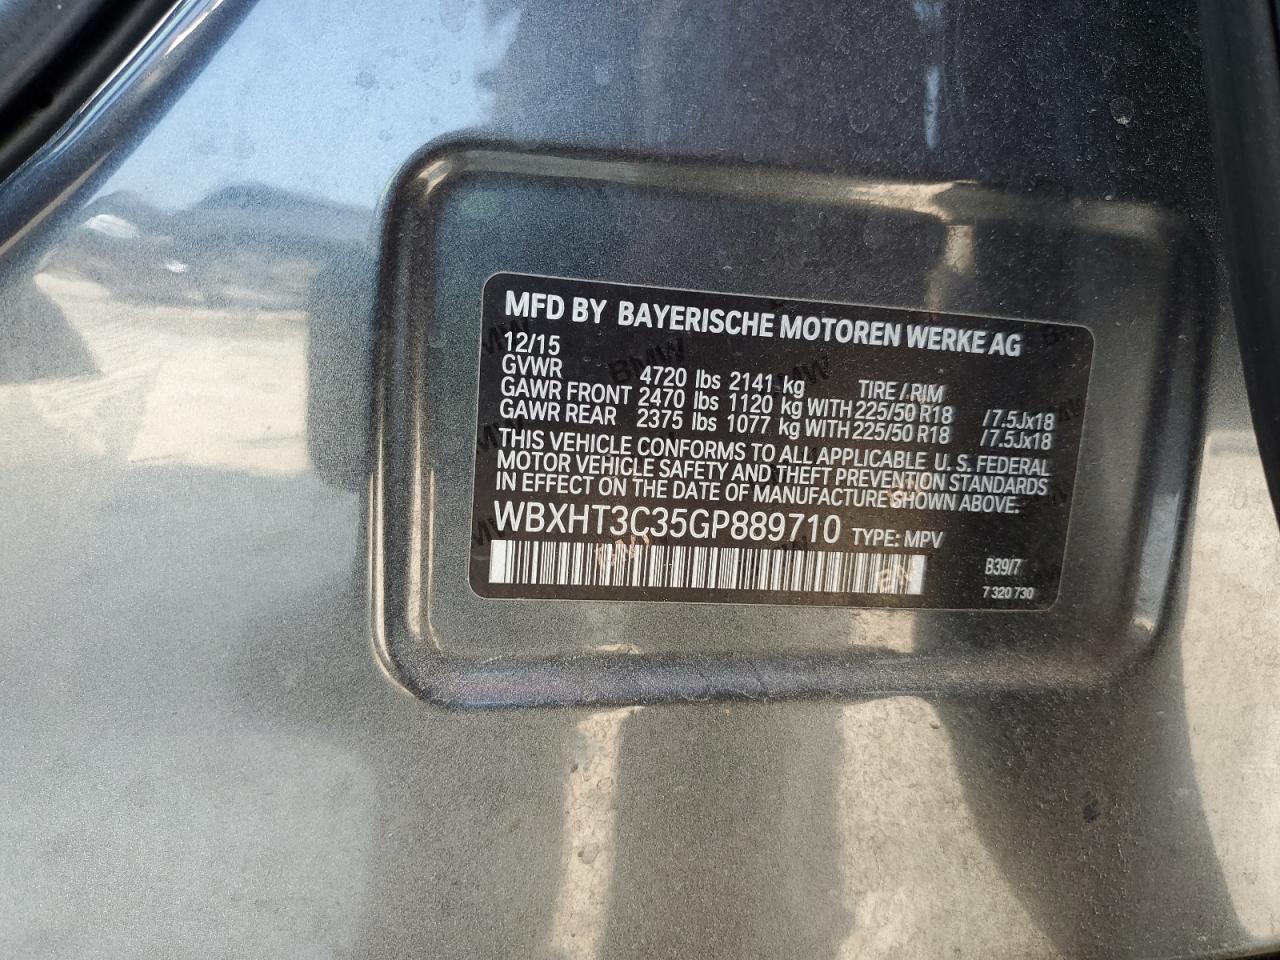 MFD BY BAYERISCHE MOTOREN WERKE AG
12/15
GVWR 4720 lbs 2141 kg TIRE / RIM
GAWR FRONT 2470 lbs 1120 kg WITH 225/50 R18 /7.5Jx18
GAWR REAR 2375 lbs 1077 kg WITH 225/50 R18 /7.5Jx18
THIS VEHICLE CONFORMS TO ALL APPLICABLE U. S. FEDERAL
MOTOR VEHICLE SAFETY AND THEFT PREVENTION STANDARDS
IN EFFECT ON THE DATE OF MANUFACTURE SHOWN ABOVE.
WBXHT3C35GP889710 TYPE: MPV
B39/7
7 320 730